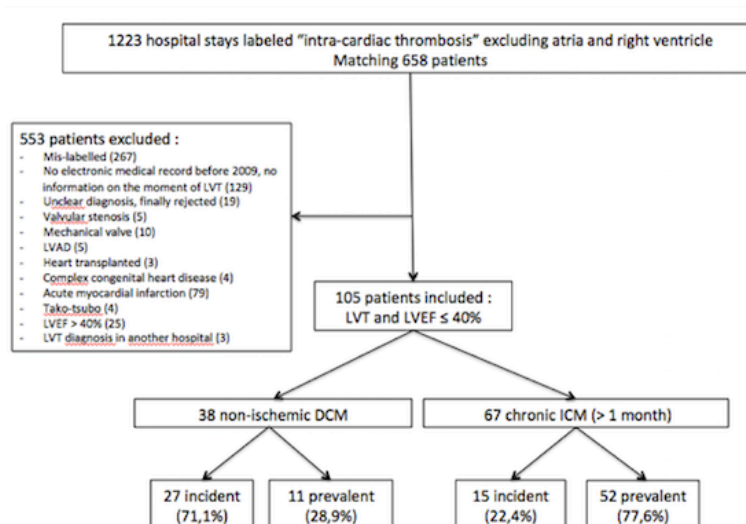 1223 hospital stays labeled "intra-cardiac thrombosis" excluding atria and right ventricle
Matching 658 patients
553 patients excluded :
- Mis-labelled (267)
- No electronic medical record before 2009, no
information on the moment of LVT (129)
- Unclear diagnosis, finally rejected (19)
- Valvular stenosis (5)
- Mechanical valve (10)
- LVAD (5)
- Heart transplanted (3)
- Complex congenital heart disease (4)
- Acute myocardial infarction (79)
- Tako-tsubo (4)
- LVEF > 40% (25)
- LVT diagnosis in another hospital (3)
105 patients included :
LVT and LVEF ≤ 40%
38 non-ischemic DCM
67 chronic ICM (> 1 month)
27 incident
(71,1%)
11 prevalent
(28,9%)
15 incident
(22,4%)
52 prevalent
(77,6%)